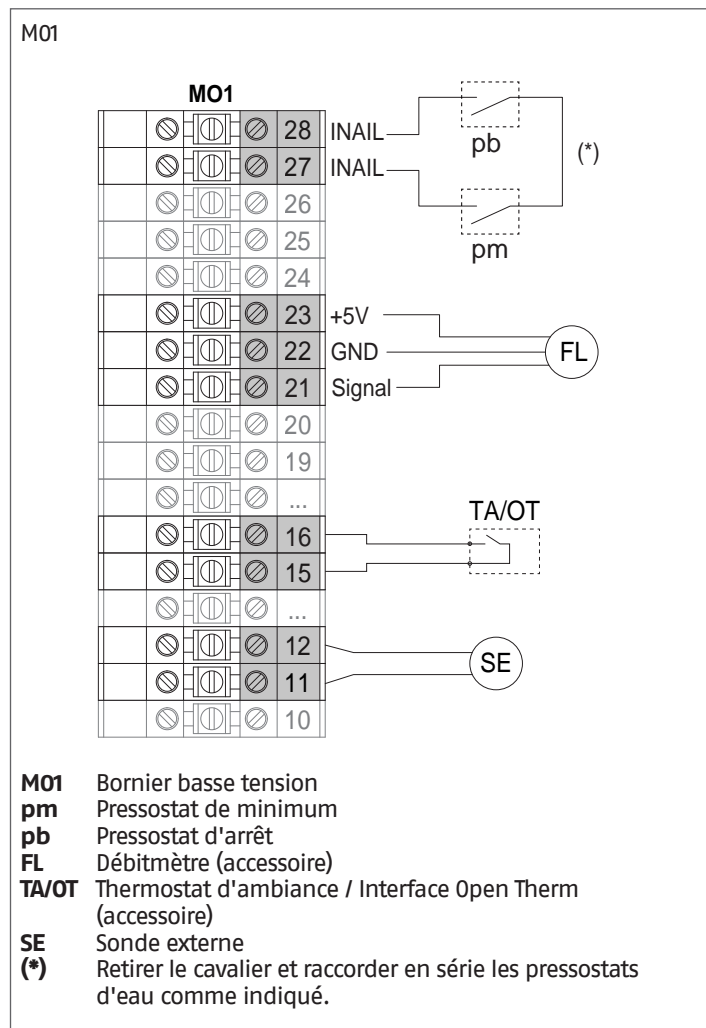 M01
MO1
28 INAIL
pb
27 INAIL
(*)
26
pm
25
24
23 +5V
22 GND
FL
21 Signal
20
19
...
TA/OT
16
15
...
12
SE
11
10
M01 Bornier basse tension
pm Pressostat de minimum
pb Pressostat d'arrêt
FL Débitmètre (accessoire)
TA/OT Thermostat d'ambiance / Interface Open Therm
(accessoire)
SE Sonde externe
(*) Retirer le cavalier et raccorder en série les pressostats
d'eau comme indiqué.